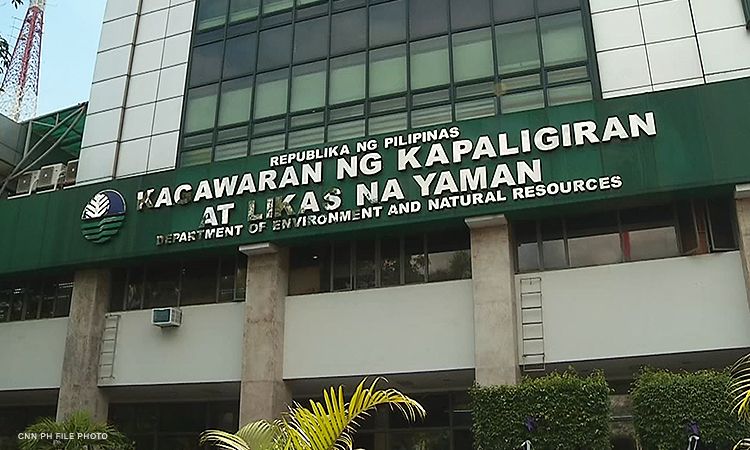 REPUBLIKA NG PILIPINAS
KAGAWARAN NG KAPALIGIRAN
AT LIKAS NA YAMAN
DEPARTMENT OF ENVIRONMENT AND NATURAL RESOURCES
CNN PH FILE PHOTO